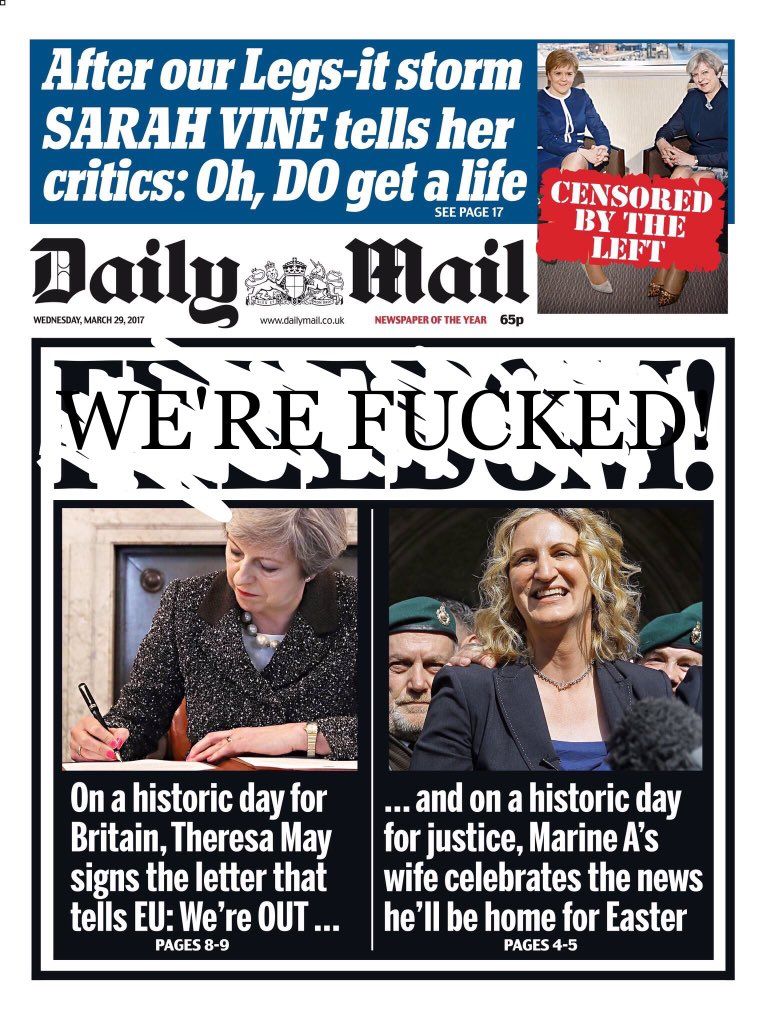 After our Legs-it storm
SARAH VINE tells her
critics: Oh, DO get a life
SEE PAGE 17
CENSORED
BY THE
LEFT
Daily Mail
WEDNESDAY, MARCH 29, 2017
www.dailymail.co.uk
NEWSPAPER OF THE YEAR 65p
WE'RE FUCKED!
FREEDOM!
On a historic day for
Britain, Theresa May
signs the letter that
tells EU: We're OUT ...
PAGES 8-9
... and on a historic day
for justice, Marine A's
wife celebrates the news
he'll be home for Easter
PAGES 4-5